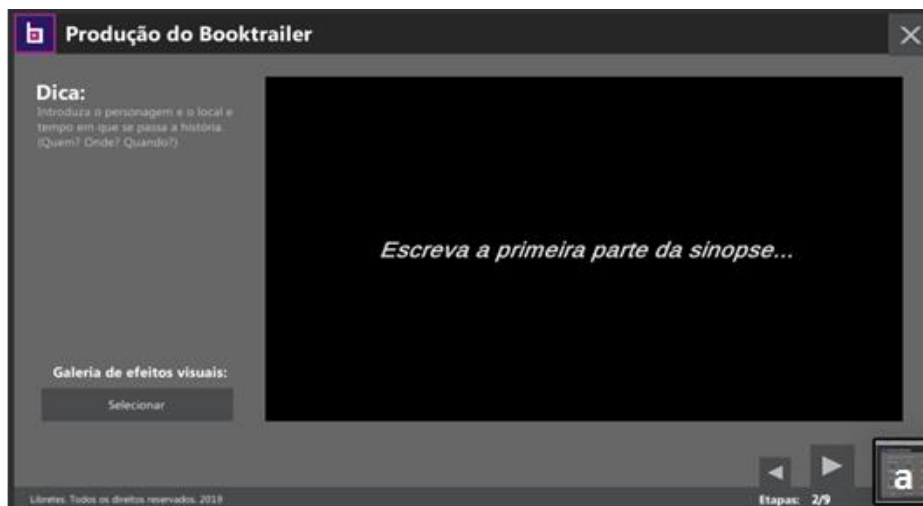 Produção do Booktrailer
Dica:
Introduza o personagem e o local e
tempo em que se passa a história.
(Quem? Onde? Quando?)
Escreva a primeira parte da sinopse...
Galeria de efeitos visuais:
Selecionar
Libretes. Todos os direitos reservados. 2019
Etapas: 2/9
a